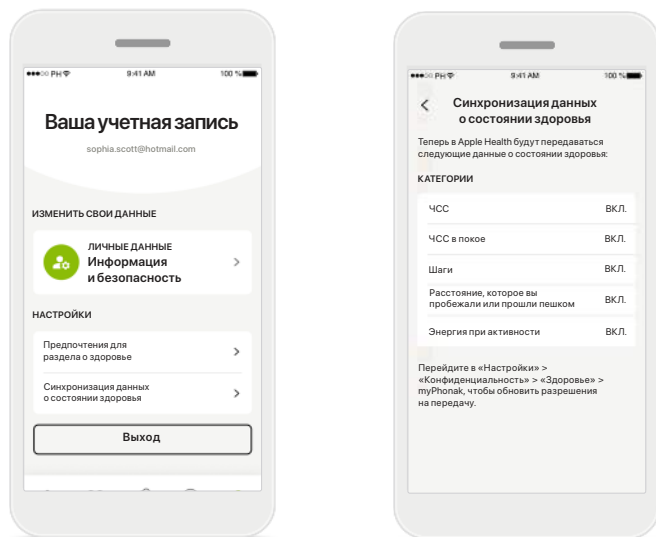 PH
9:41 AM
100 %
Ваша учетная запись
sophia.scott@hotmail.com
ИЗМЕНИТЬ СВОИ ДАННЫЕ
ЛИЧНЫЕ ДАННЫЕ
Информация
и безопасность
НАСТРОЙКИ
Предпочтения для
раздела о здоровье
Синхронизация данных
о состоянии здоровья
Выход
PH
9:41 AM
100 %
Синхронизация данных
о состоянии здоровья
Теперь в Apple Health будут передаваться
следующие данные о состоянии здоровья:
КАТЕГОРИИ
ЧСС ВКЛ.
ЧСС в покое ВКЛ.
Шаги ВКЛ.
Расстояние, которое вы
пробежали или прошли пешком ВКЛ.
Энергия при активности ВКЛ.
Перейдите в «Настройки» >
«Конфиденциальность» > «Здоровье» >
myPhonak, чтобы обновить разрешения
на передачу.